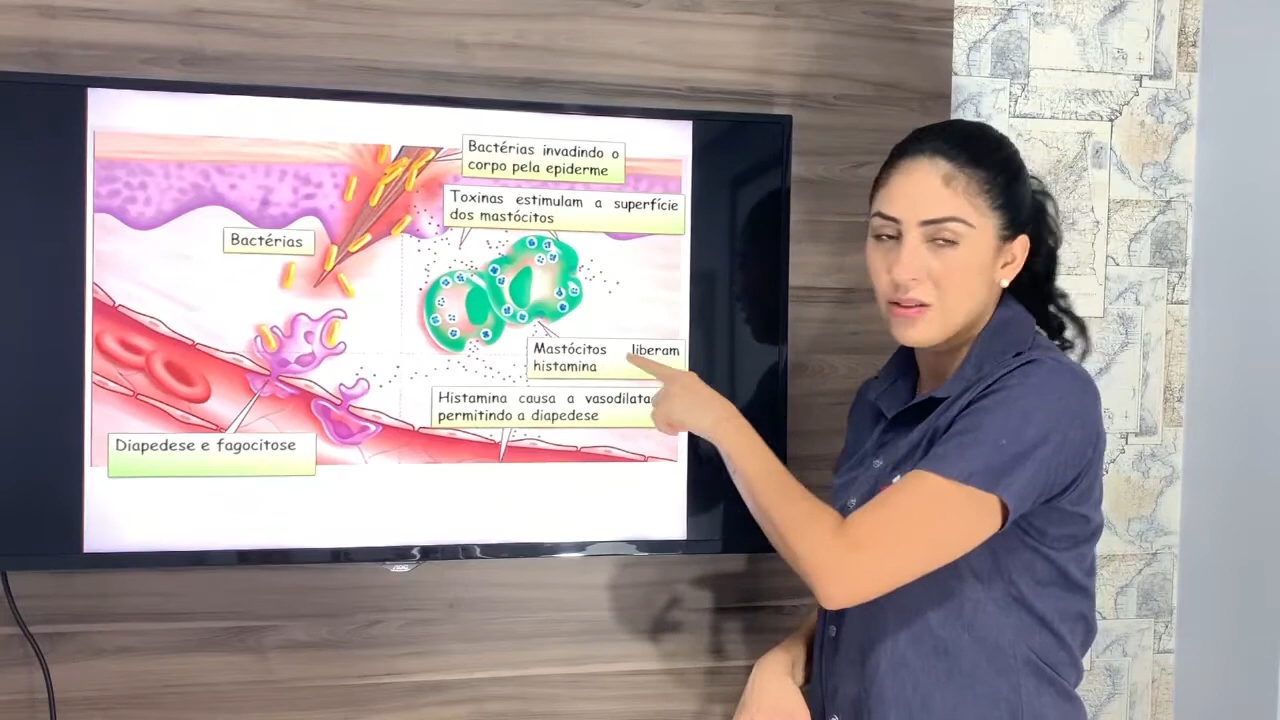 Bactérias invadindo o
corpo pela epiderme
Toxinas estimulam a superfície
dos mastócitos
Bactérias
Mastócitos liberam
histamina
Histamina causa a
permitindo a diapedese
Diapedese e fagocitose
AOC